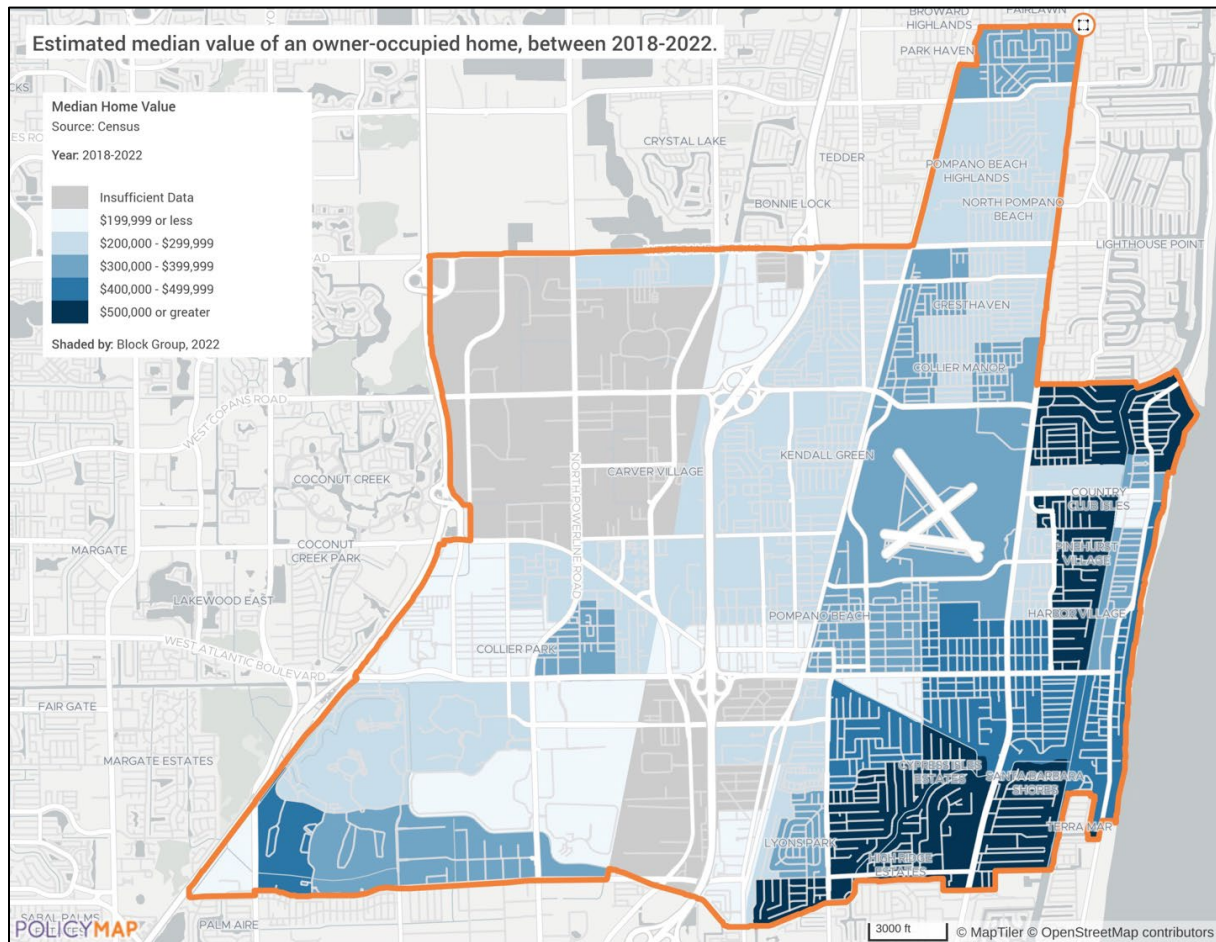 BROWARD
HIGHLANDS
FAIRLAWN
Estimated median value of an owner-occupied home, between 2018-2022.
PARK HAVEN
Median Home Value
Source: Census
Year: 2018-2022
Insufficient Data
$199,999 or less
$200,000 - $299,999
$300,000 - $399,999
$400,000 - $499,999
$500,000 or greater
Shaded by: Block Group, 2022
CRYSTAL LAKE
TEDDER
POMPANO BEACH
HIGHLANDS
BONNIE LOCK
NORTH POMPANO
BEACH
LIGHTHOUSE POINT
CRESTHAVEN
COLLIER MANOR
WEST COPANS ROAD
KENDALL GREEN
CARVER VILLAGE
NORTH POWERLINE ROAD
COCONUT CREEK
COUNTRY
CLUB ISLES
MARGATE
COCONUT
CREEK PARK
PINEHURST
VILLAGE
LAKEWOOD EAST
POMPANO BEACH
HARBOR VILLAGE
WEST ATLANTIC BOULEVARD
COLLIER PARK
FAIR GATE
MARGATE ESTATES
CYPRESS ISLES
ESTATES
SANTA BARBARA
SHORES
TERRA MAR
LYONS PARK
HIGH RIDGE
ESTATES
SABAL PALMS
PALM AIRE
POLICYMAP
3000 ft
© MapTiler © OpenStreetMap contributors